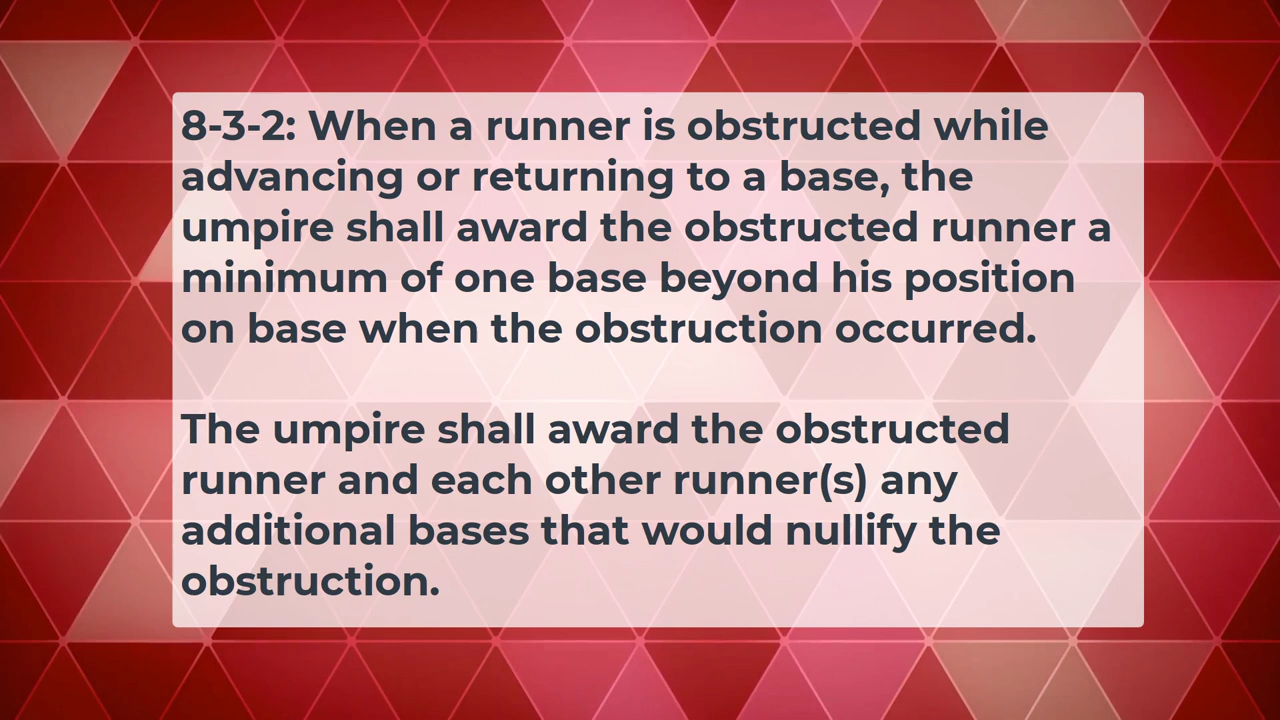 8-3-2: When a runner is obstructed while
advancing or returning to a base, the
umpire shall award the obstructed runner a
minimum of one base beyond his position
on base when the obstruction occurred.
The umpire shall award the obstructed
runner and each other runner(s) any
additional bases that would nullify the
obstruction.